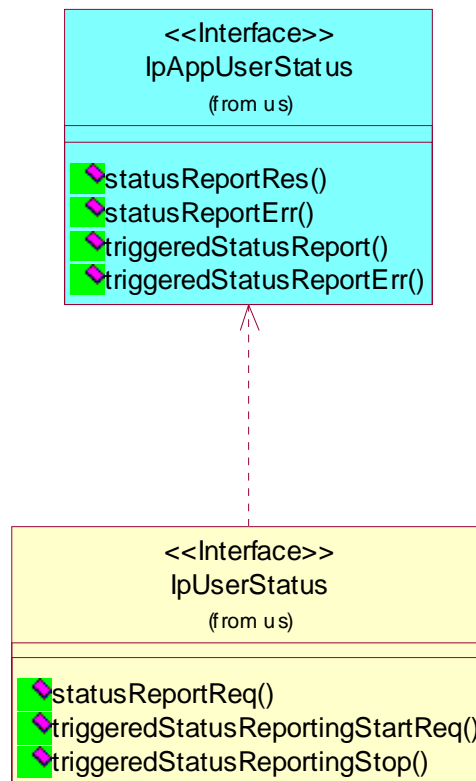 <<Interface>>
IpAppUserStatus
(from us)
statusReportRes()
statusReportErr()
triggeredStatusReport()
triggeredStatusReportErr()
<<Interface>>
IpUserStatus
(from us)
statusReportReq()
triggeredStatusReportingStartReq()
triggeredStatusReportingStop()